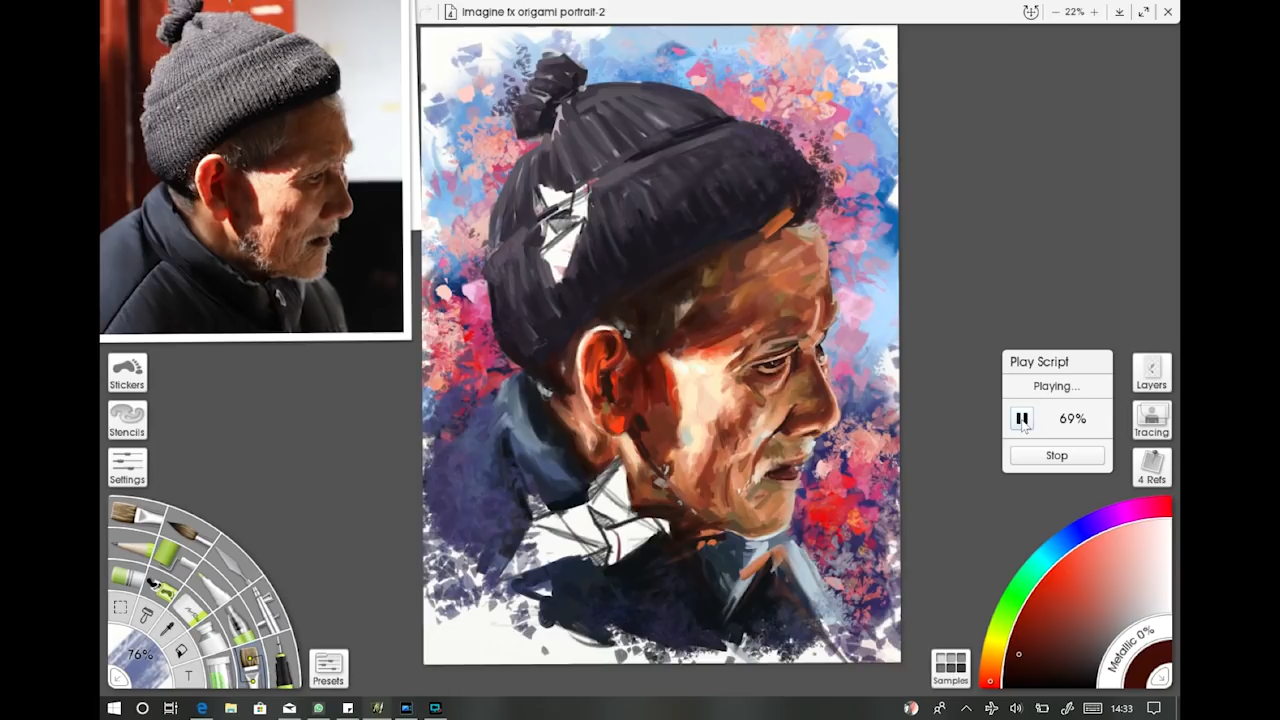 Imagine fx origami portrait-2
22%
Play Script
Playing...
69%
Stop
Layers
Tracing
4 Refs
Stickers
Stencils
Settings
76%
T
Presets
Samples
Metallic 0%
14:33